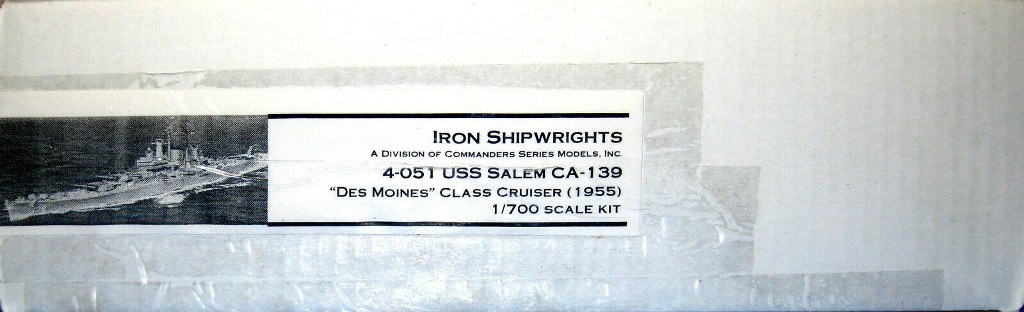 Iron Shipwrights
A Division of Commanders Series Models, Inc.
4-051 USS Salem CA-139
"Des Moines" Class Cruiser (1955)
1/700 scale kit